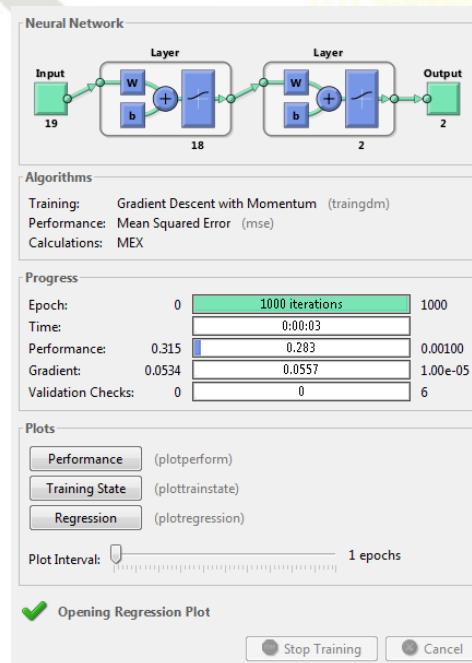 Neural Network
Layer Layer
Input Output
W W
b b
19 18 2 2
Algorithms
Training: Gradient Descent with Momentum (traingdm)
Performance: Mean Squared Error (mse)
Calculations: MEX
Progress
Epoch: 0 1000 iterations 1000
Time: 0:00:03
Performance: 0.315 0.283 0.00100
Gradient: 0.0534 0.0557 1.00e-05
Validation Checks: 0 0 6
Plots
Performance (plotperform)
Training State (plottrainstate)
Regression (plotregression)
Plot Interval: 1 epochs
Opening Regression Plot
Stop Training Cancel